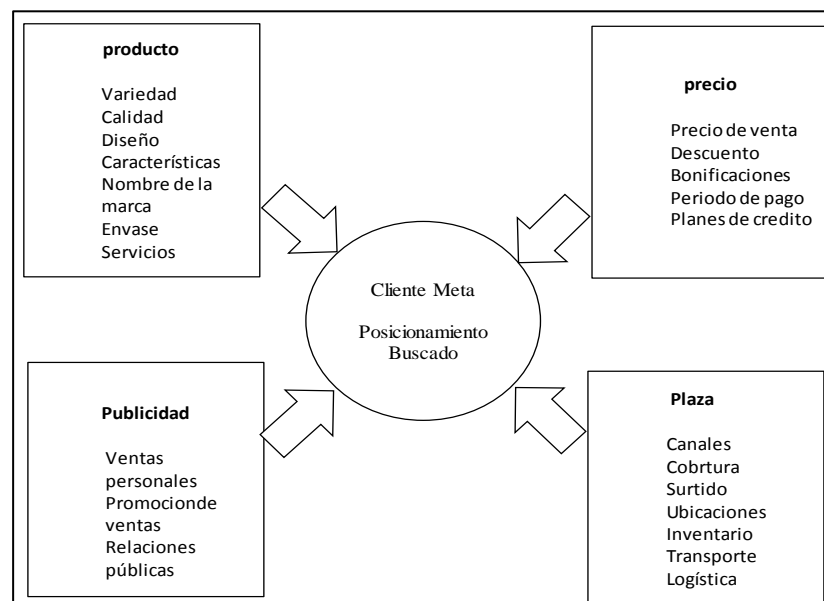 producto
Variedad
Calidad
Diseño
Característícas
Nombre de la
marca
Envase
Servicios
precio
Precio de venta
Descuento
Bonificaciones
Periodo de pago
Planes de credito
Cliente Meta
Posicionamiento
Buscado
Publicidad
Ventas
personales
Promocionde
ventas
Relaciones
públicas
Plaza
Canales
Cobrtura
Surtido
Ubicaciones
Inventario
Transporte
Logística